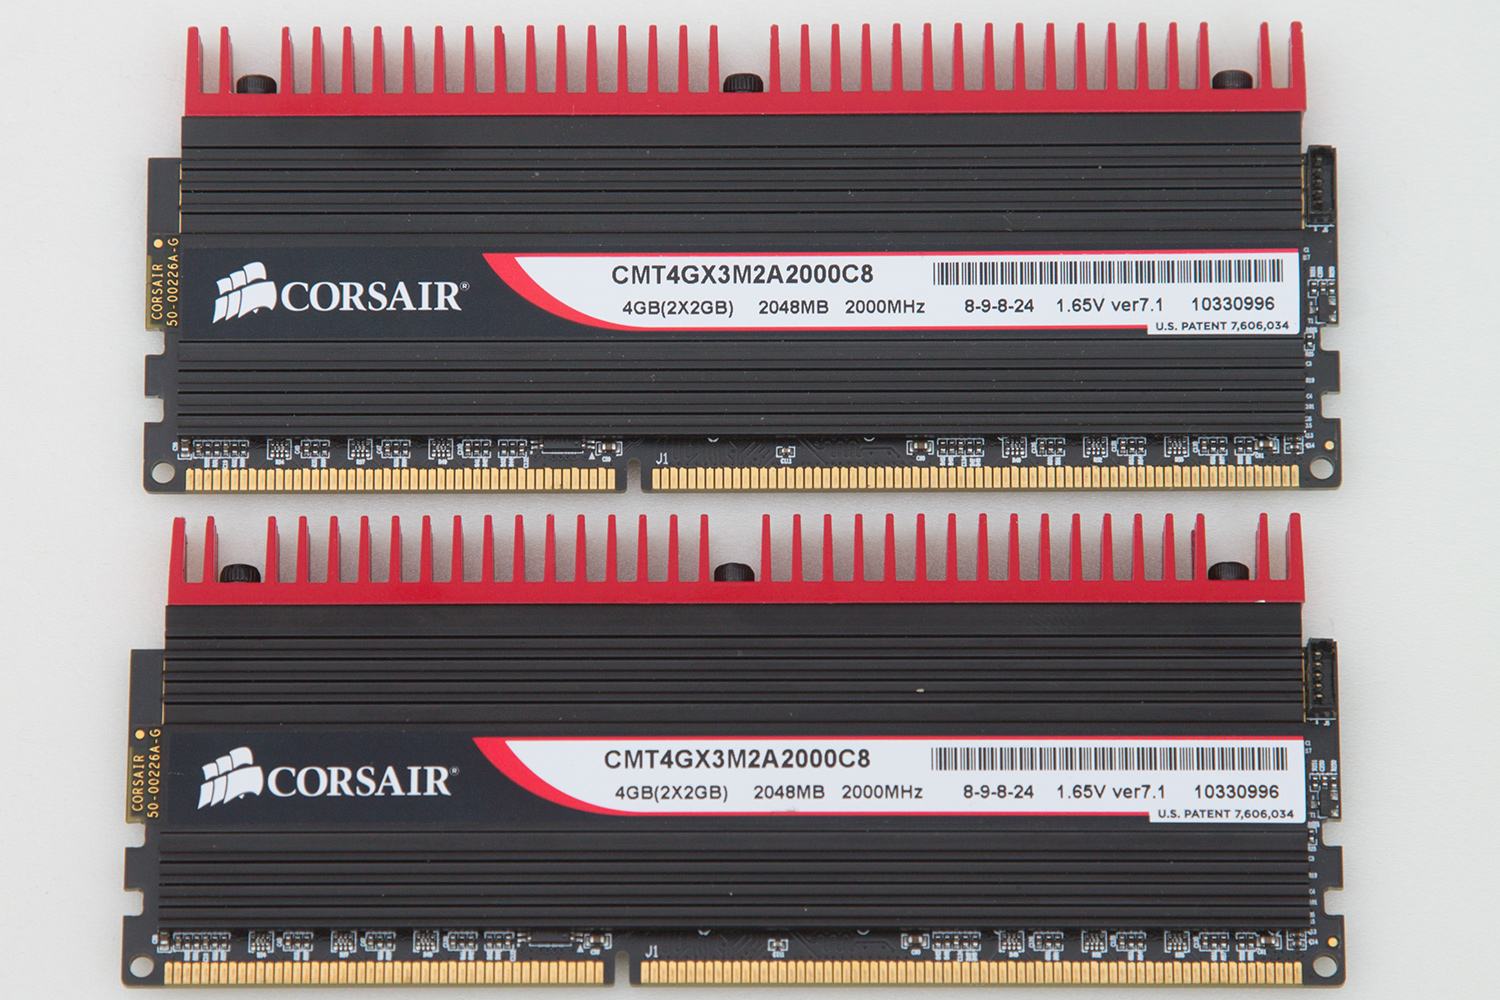 CORSAIR
50-00226A-G
CORSAIR®
CMT4GX3M2A2000C8
4GB(2X2GB) 2048MB 2000MHz 8-9-8-24 1.65V ver7.1 10330996
U.S. PATENT 7,606,034
J1
CORSAIR
50-00226A-G
CORSAIR®
CMT4GX3M2A2000C8
4GB(2X2GB) 2048MB 2000MHz 8-9-8-24 1.65V ver7.1 10330996
U.S. PATENT 7,606,034
J1